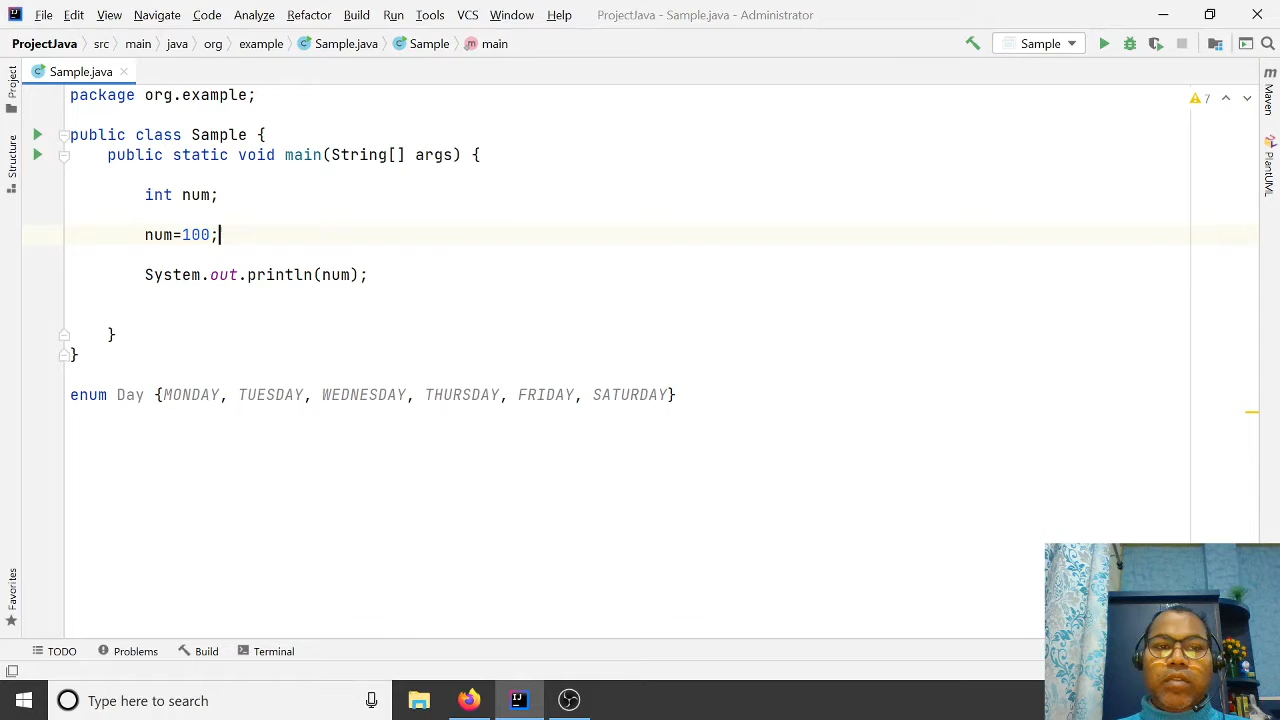 File Edit View Navigate Code Analyze Refactor Build Run Tools VCS Window Help ProjectJava - Sample.java - Administrator
ProjectJava src main java org example Sample.java Sample main Sample
Sample.java
Project
Structure
Favorites
package org.example;
public class Sample {
public static void main(String[] args) {
int num;
num=100;
System.out.println(num);
}
}
enum Day {MONDAY, TUESDAY, WEDNESDAY, THURSDAY, FRIDAY, SATURDAY}
7
m
Maven
PlantUML
TODO Problems Build Terminal
Type here to search